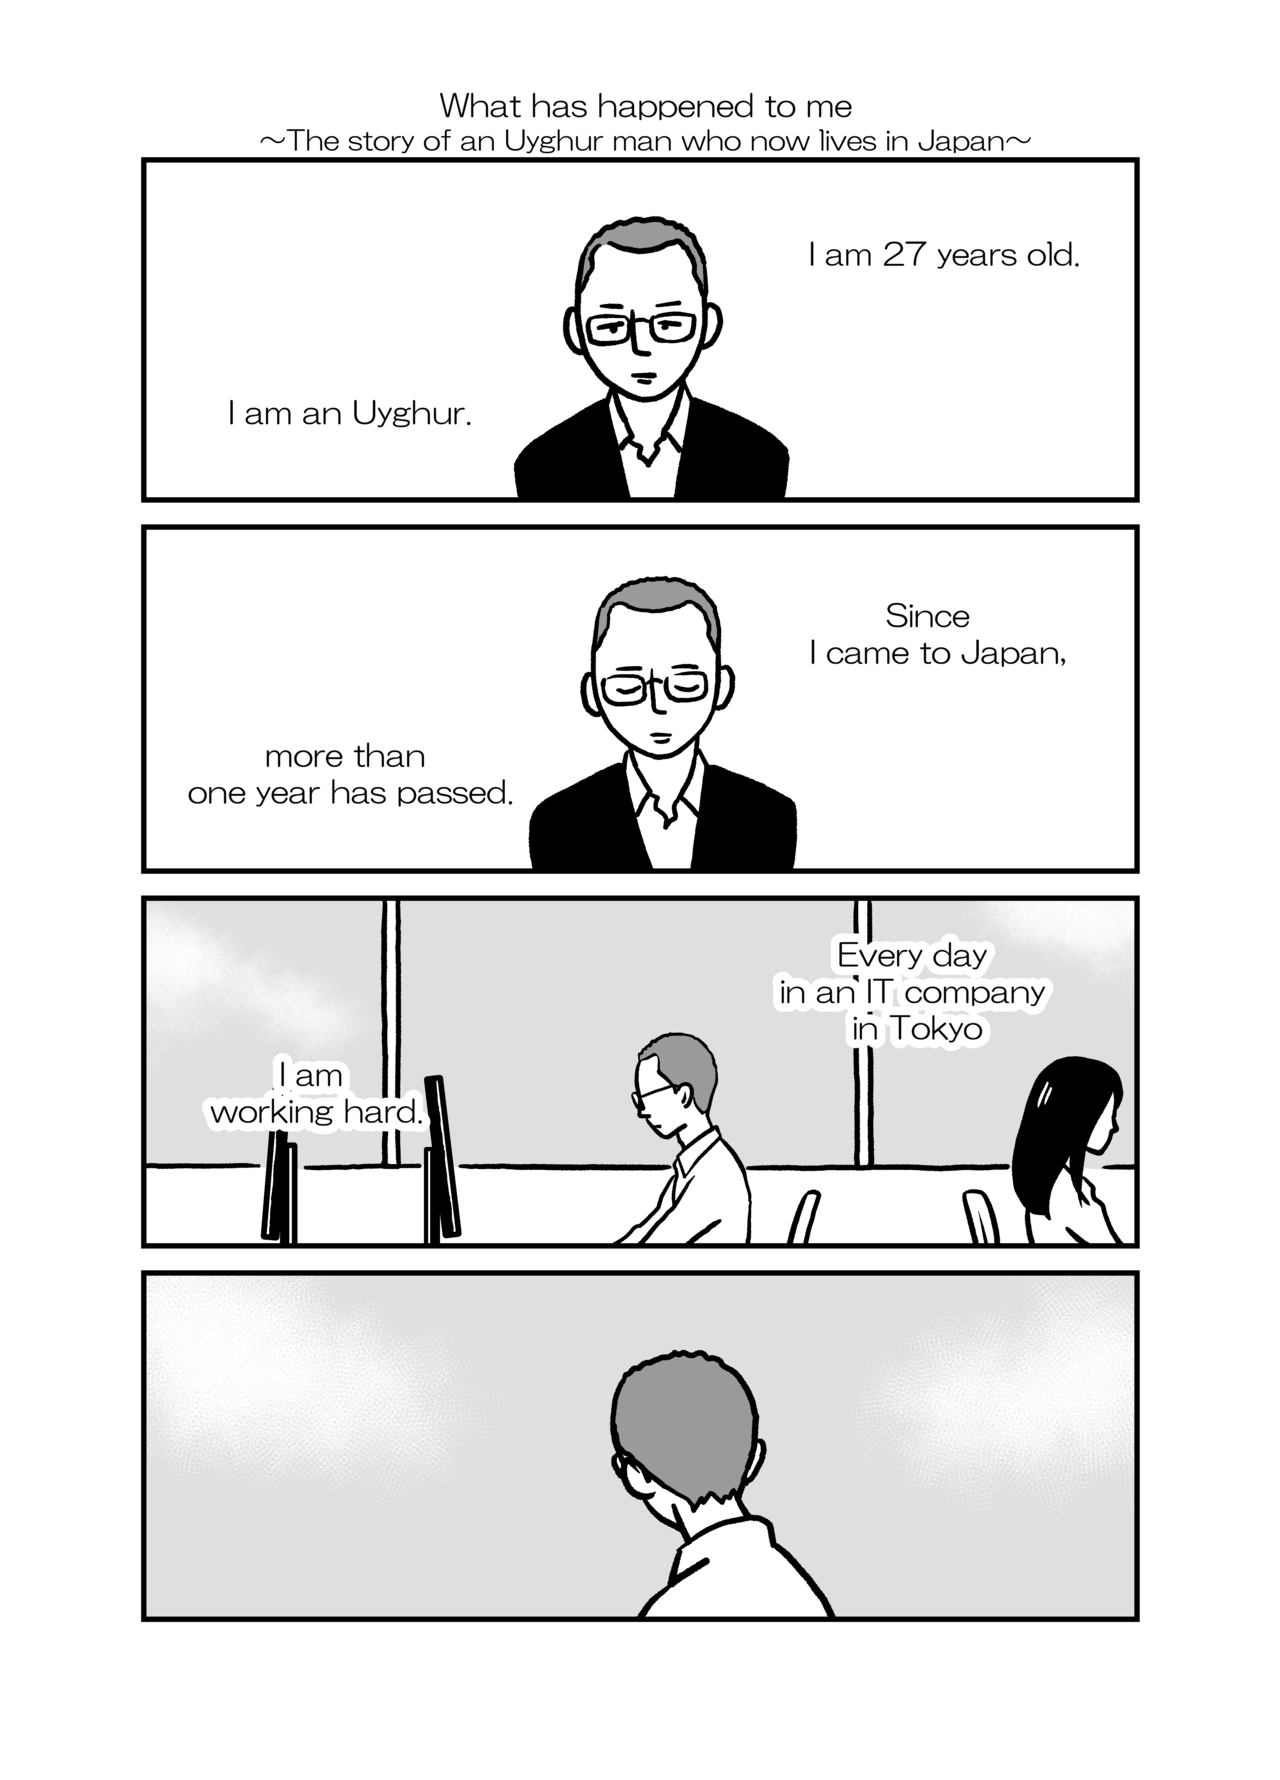 What has happened to me
～The story of an Uyghur man who now lives in Japan～
I am 27 years old.
I am an Uyghur.
Since
I came to Japan,
more than
one year has passed.
Every day
in an IT company
in Tokyo
I am
working hard.